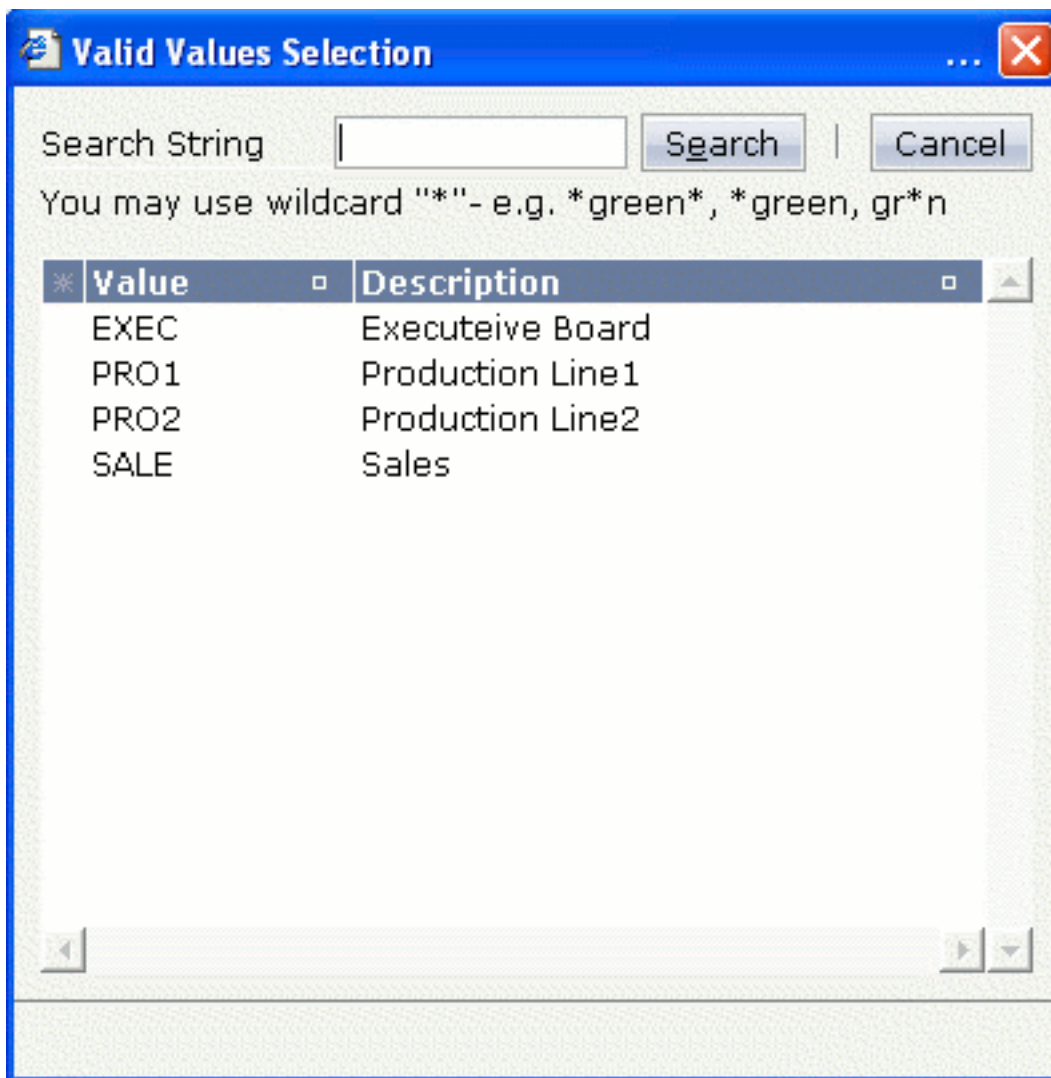 Valid Values Selection ...
Search String Search | Cancel
You may use wildcard "*"- e.g. *green*, *green, gr*n
Value Description
EXEC Executeive Board
PRO1 Production Line1
PRO2 Production Line2
SALE Sales